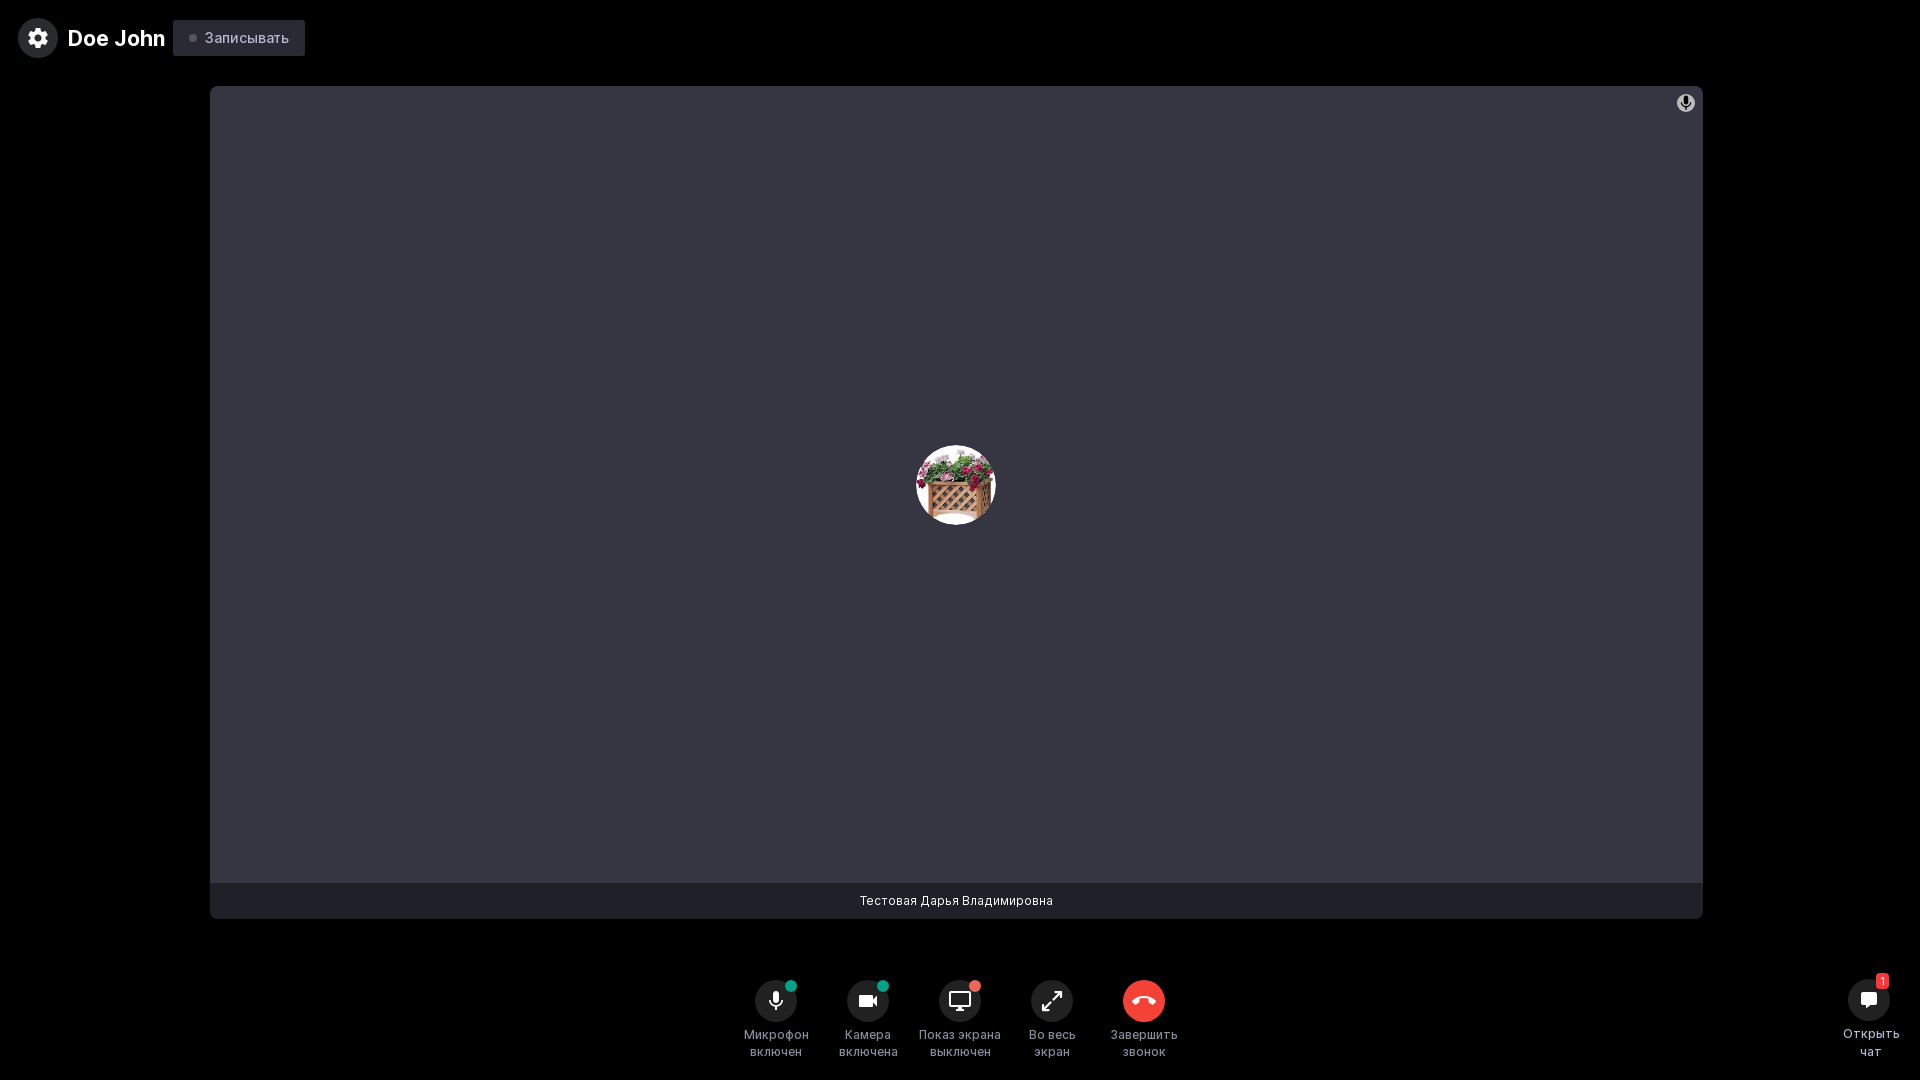 Doe John
Записывать
Тестовая Дарья Владимировна
Микрофон
включен
Камера
включена
Показ экрана
выключен
Во весь
экран
Завершить
звонок
1
Открыть
чат